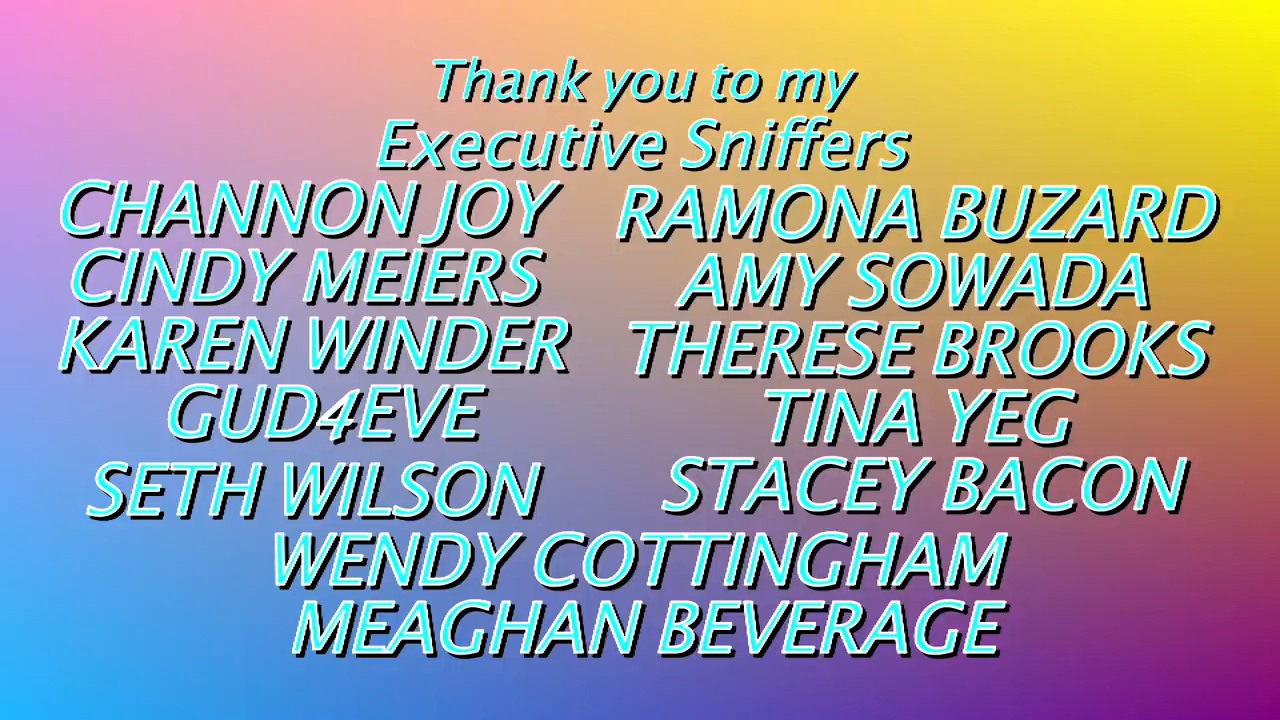 Thank you to my
Executive Sniffers
CHANNON JOY
CINDY MEIERS
KAREN WINDER
GUD4EVE
SETH WILSON
RAMONA BUZARD
AMY SOWADA
THERESE BROOKS
TINA YEG
STACEY BACON
WENDY COTTINGHAM
MEAGHAN BEVERAGE